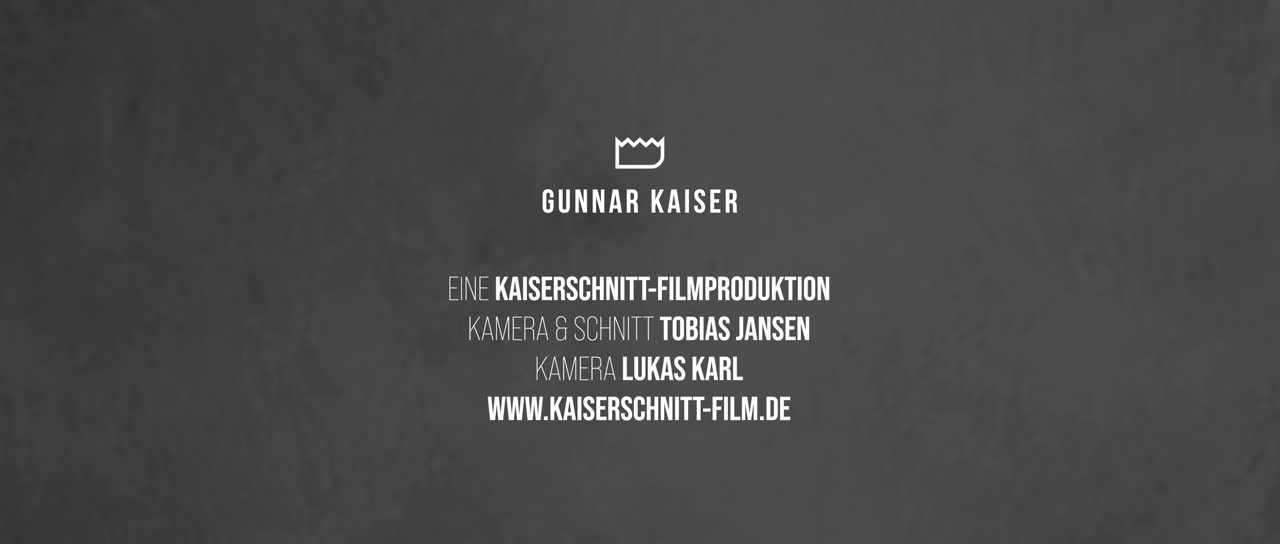 GUNNAR KAISER
EINE KAISERSCHNITT-FILMPRODUKTION
KAMERA & SCHNITT TOBIAS JANSEN
KAMERA LUKAS KARL
WWW.KAISERSCHNITT-FILM.DE